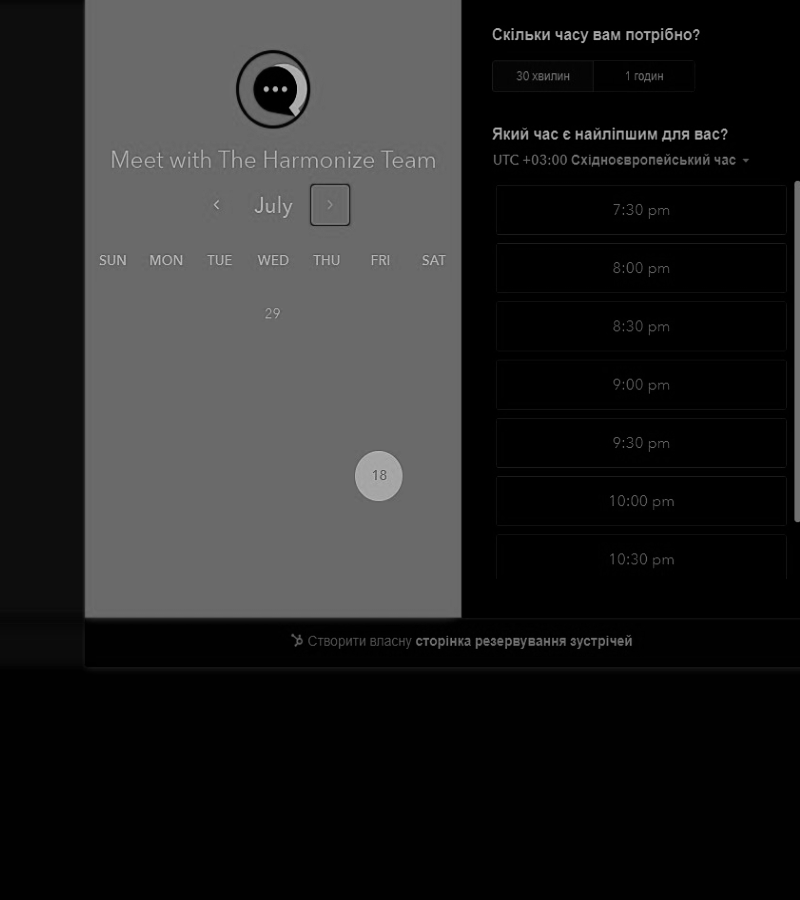 Meet with The Harmonize Team
July
SUN MON TUE WED THU FRI SAT
29
18
Скільки часу вам потрібно?
30 хвилин 1 годин
Який час є найліпшим для вас?
UTC +03:00 Східноєвропейський час
7:30 pm
8:00 pm
8:30 pm
9:00 pm
9:30 pm
10:00 pm
10:30 pm
Створити власну сторінка резервування зустрічей